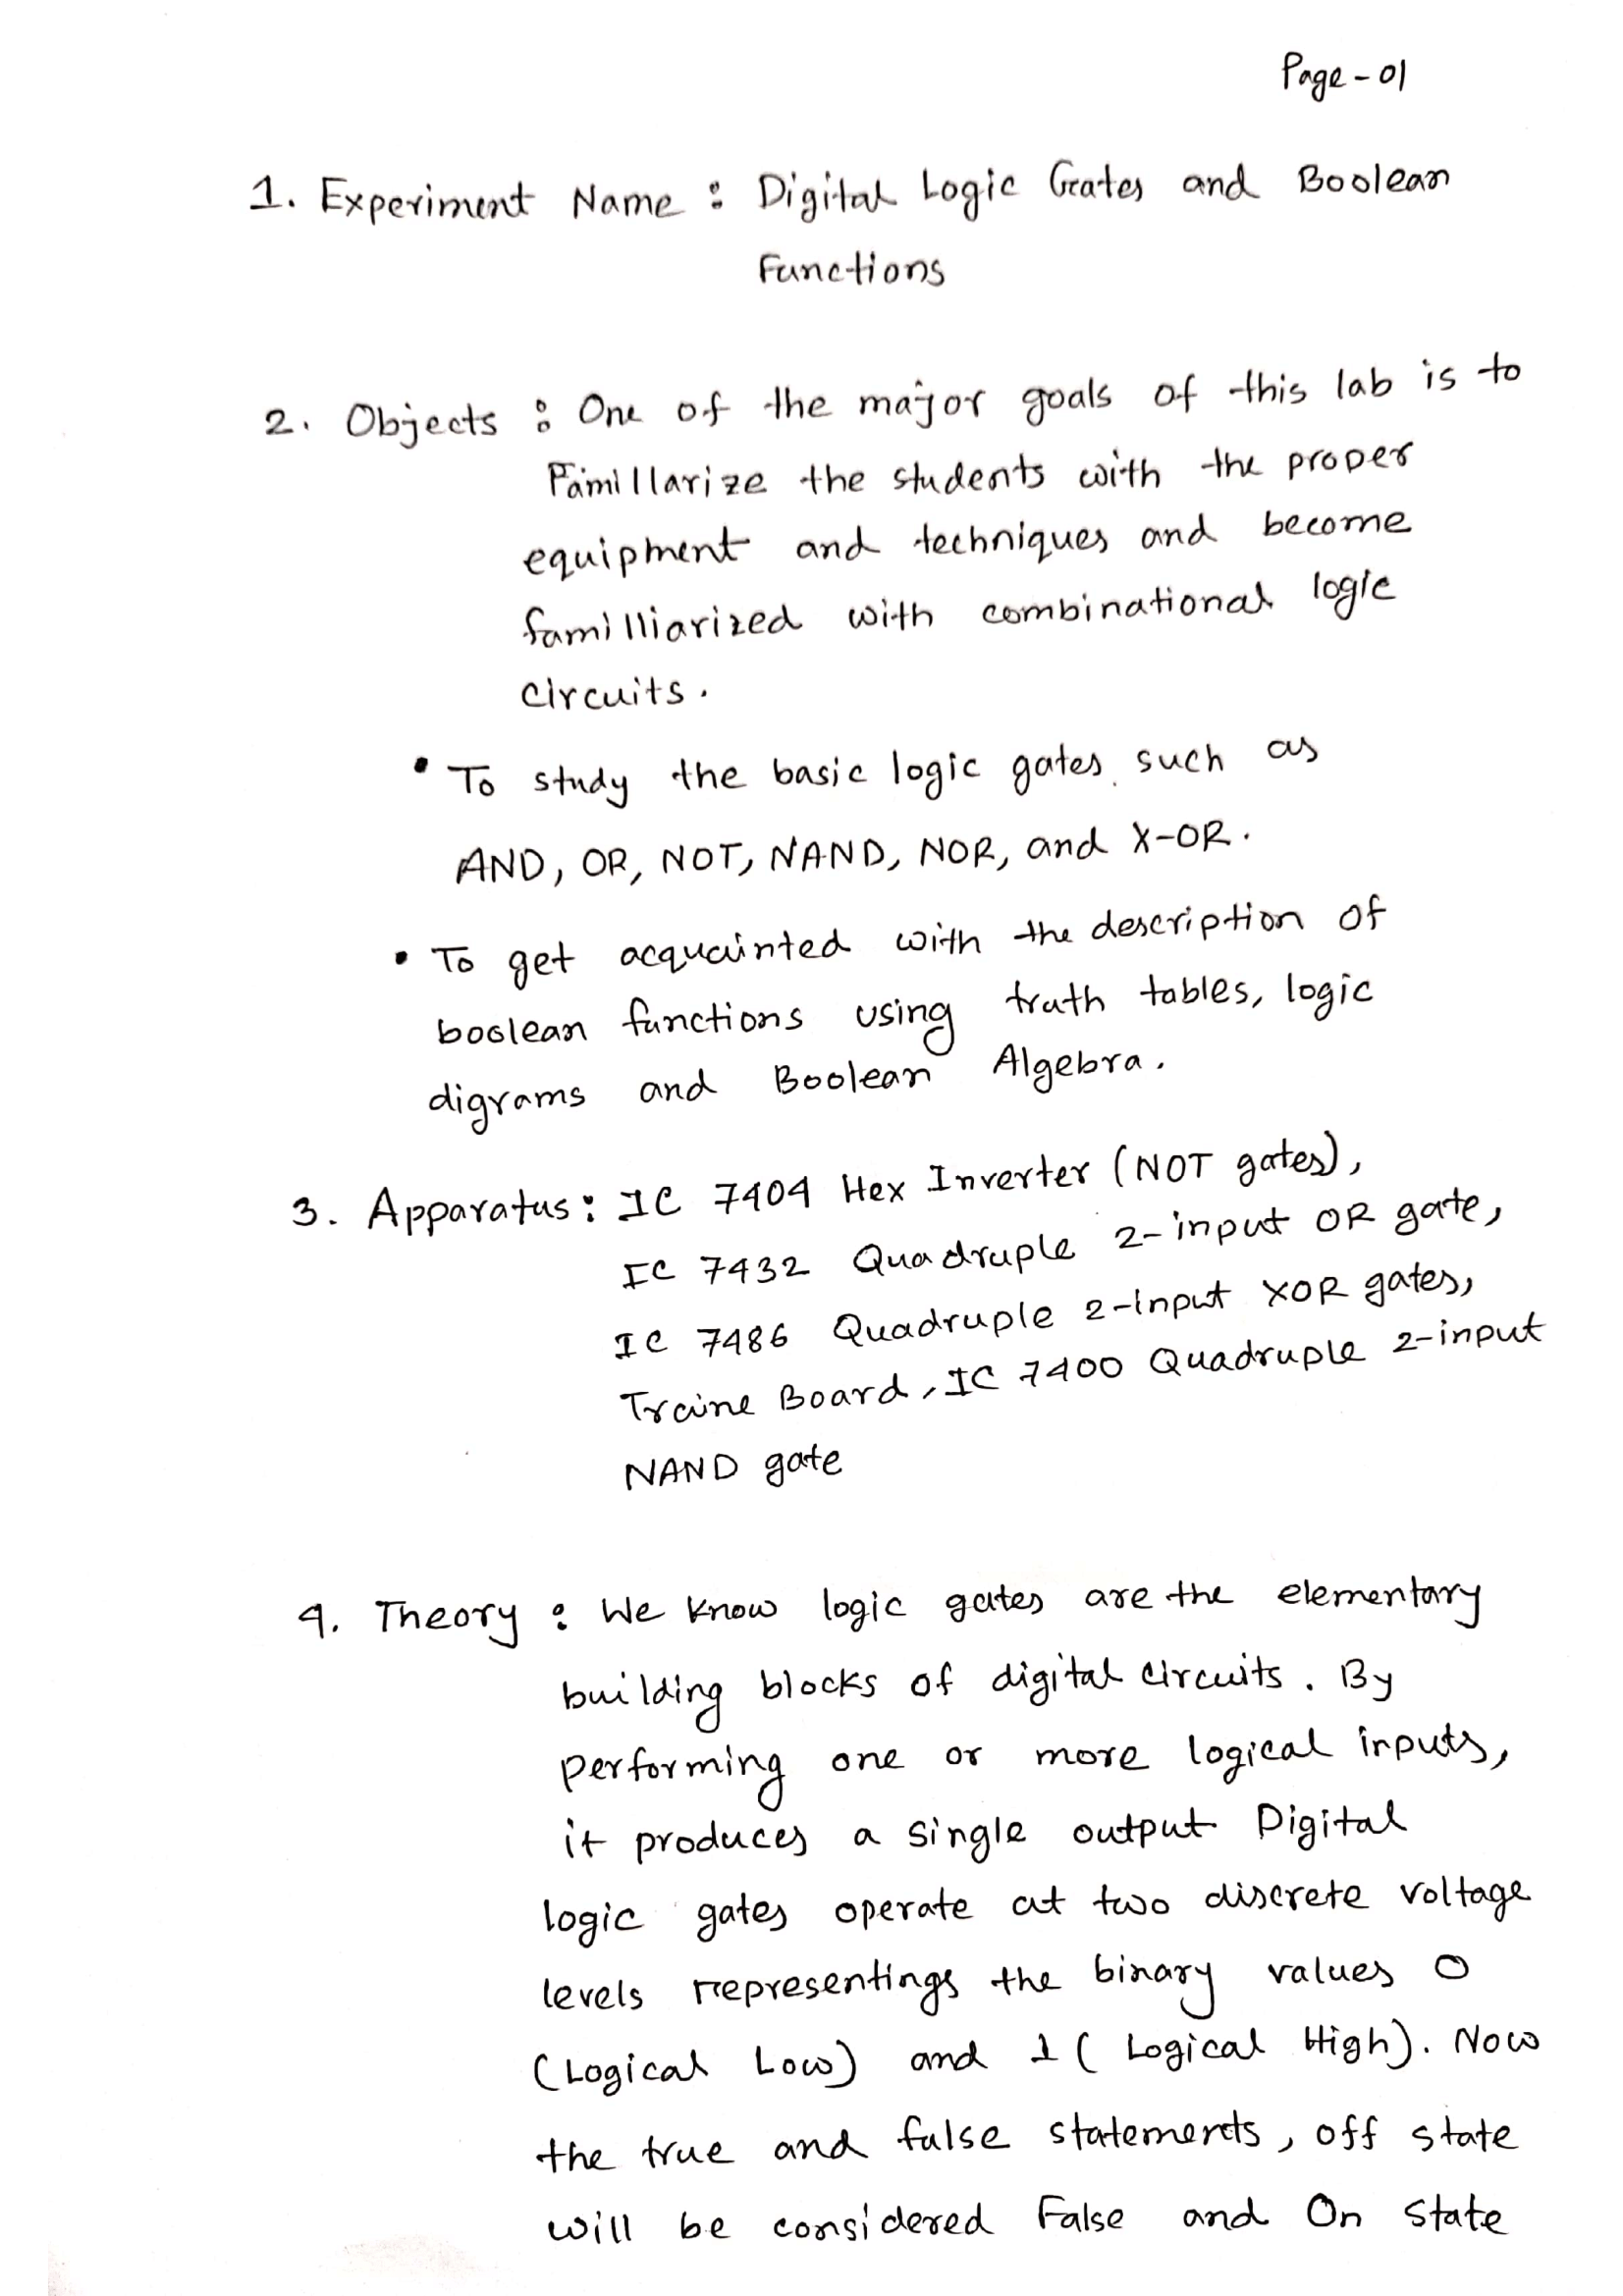 Page - 01
1. Experiment Name : Digital Logic Gates and Boolean
Functions
2. Objects : One of the major goals of this lab is to
Famillarize the students with the proper
equipment and techniques and become
familliarized with combinational logic
circuits.
• To study the basic logic gates such as
AND, OR, NOT, NAND, NOR, and X-OR.
• To get acquainted with the description of
boolean functions using truth tables, logic
digrams and Boolean Algebra.
3. Apparatus : IC 7404 Hex Inverter (NOT gates),
IC 7432 Quadruple 2-input OR gate,
IC 7486 Quadruple 2-input XOR gates,
Traine Board, IC 7400 Quadruple 2-input
NAND gate
4. Theory : We know logic gates are the elementary
building blocks of digital circuits. By
performing one or more logical inputs,
it produces a single output Digital
logic gates operate at two discrete voltage
levels representings the binary values 0
(Logical Low) and 1 ( Logical High). Now
the true and false statements, off state
will be considered False and On state